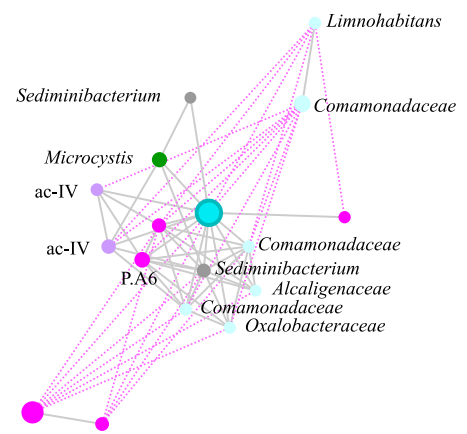 Limnohabitans
Sediminibacterium
Comamonadaceae
Microcystis
ac-IV
ac-IV
Comamonadaceae
P.A6
Sediminibacterium
Alcaligenaceae
Comamonadaceae
Oxalobacteraceae